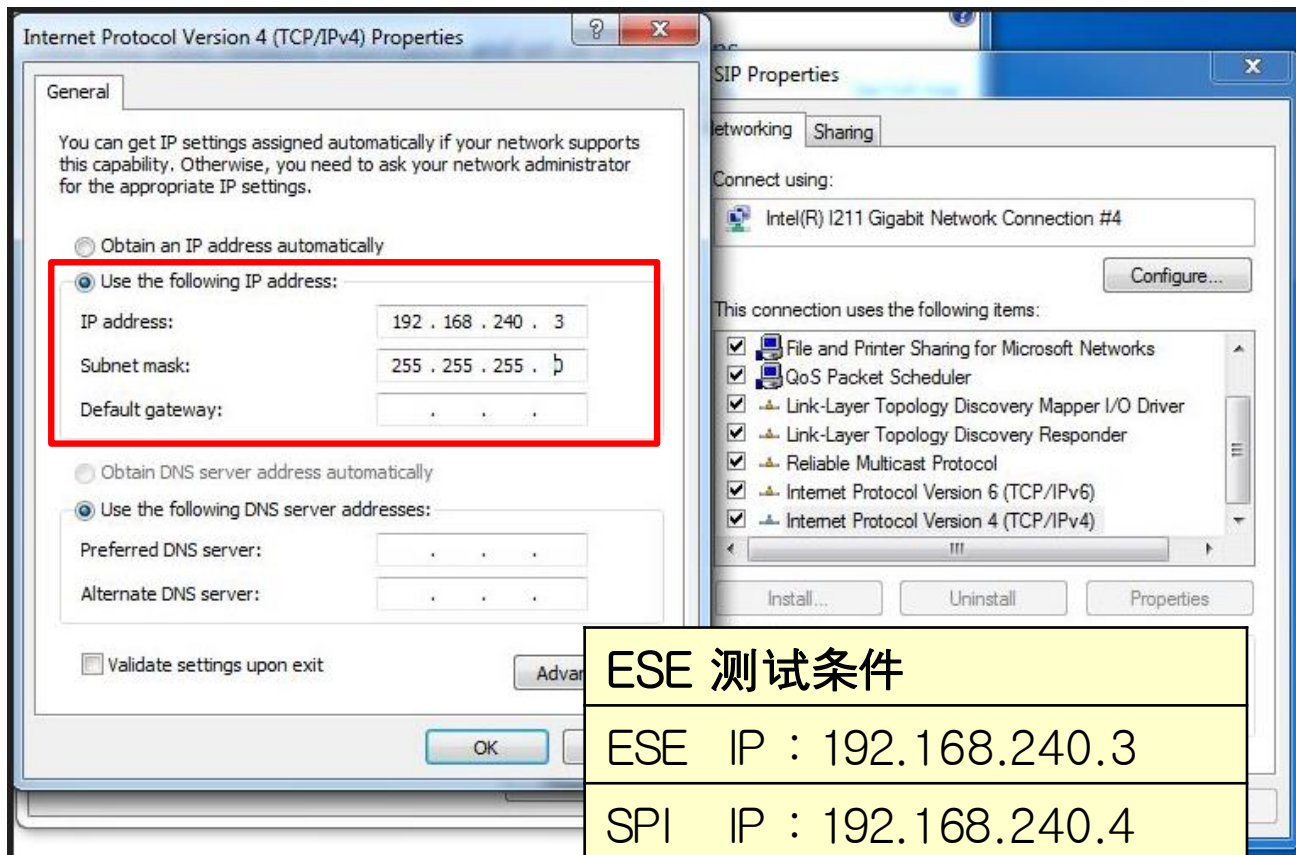 Internet Protocol Version 4 (TCP/IPv4) Properties
General
You can get IP settings assigned automatically if your network supports
this capability. Otherwise, you need to ask your network administrator
for the appropriate IP settings.
Obtain an IP address automatically
Use the following IP address:
IP address: 192 . 168 . 240 . 3
Subnet mask: 255 . 255 . 255 . 0
Default gateway: . . .
Obtain DNS server address automatically
Use the following DNS server addresses:
Preferred DNS server: . . .
Alternate DNS server: . . .
Validate settings upon exit
OK
SIP Properties
Sharing
Connect using:
Intel(R) I211 Gigabit Network Connection #4
Configure...
This connection uses the following items:
File and Printer Sharing for Microsoft Networks
QoS Packet Scheduler
Link-Layer Topology Discovery Mapper I/O Driver
Link-Layer Topology Discovery Responder
Reliable Multicast Protocol
Internet Protocol Version 6 (TCP/IPv6)
Internet Protocol Version 4 (TCP/IPv4)
Install...
Uninstall
Properties
ESE 测试条件
ESE IP : 192.168.240.3
SPI IP : 192.168.240.4